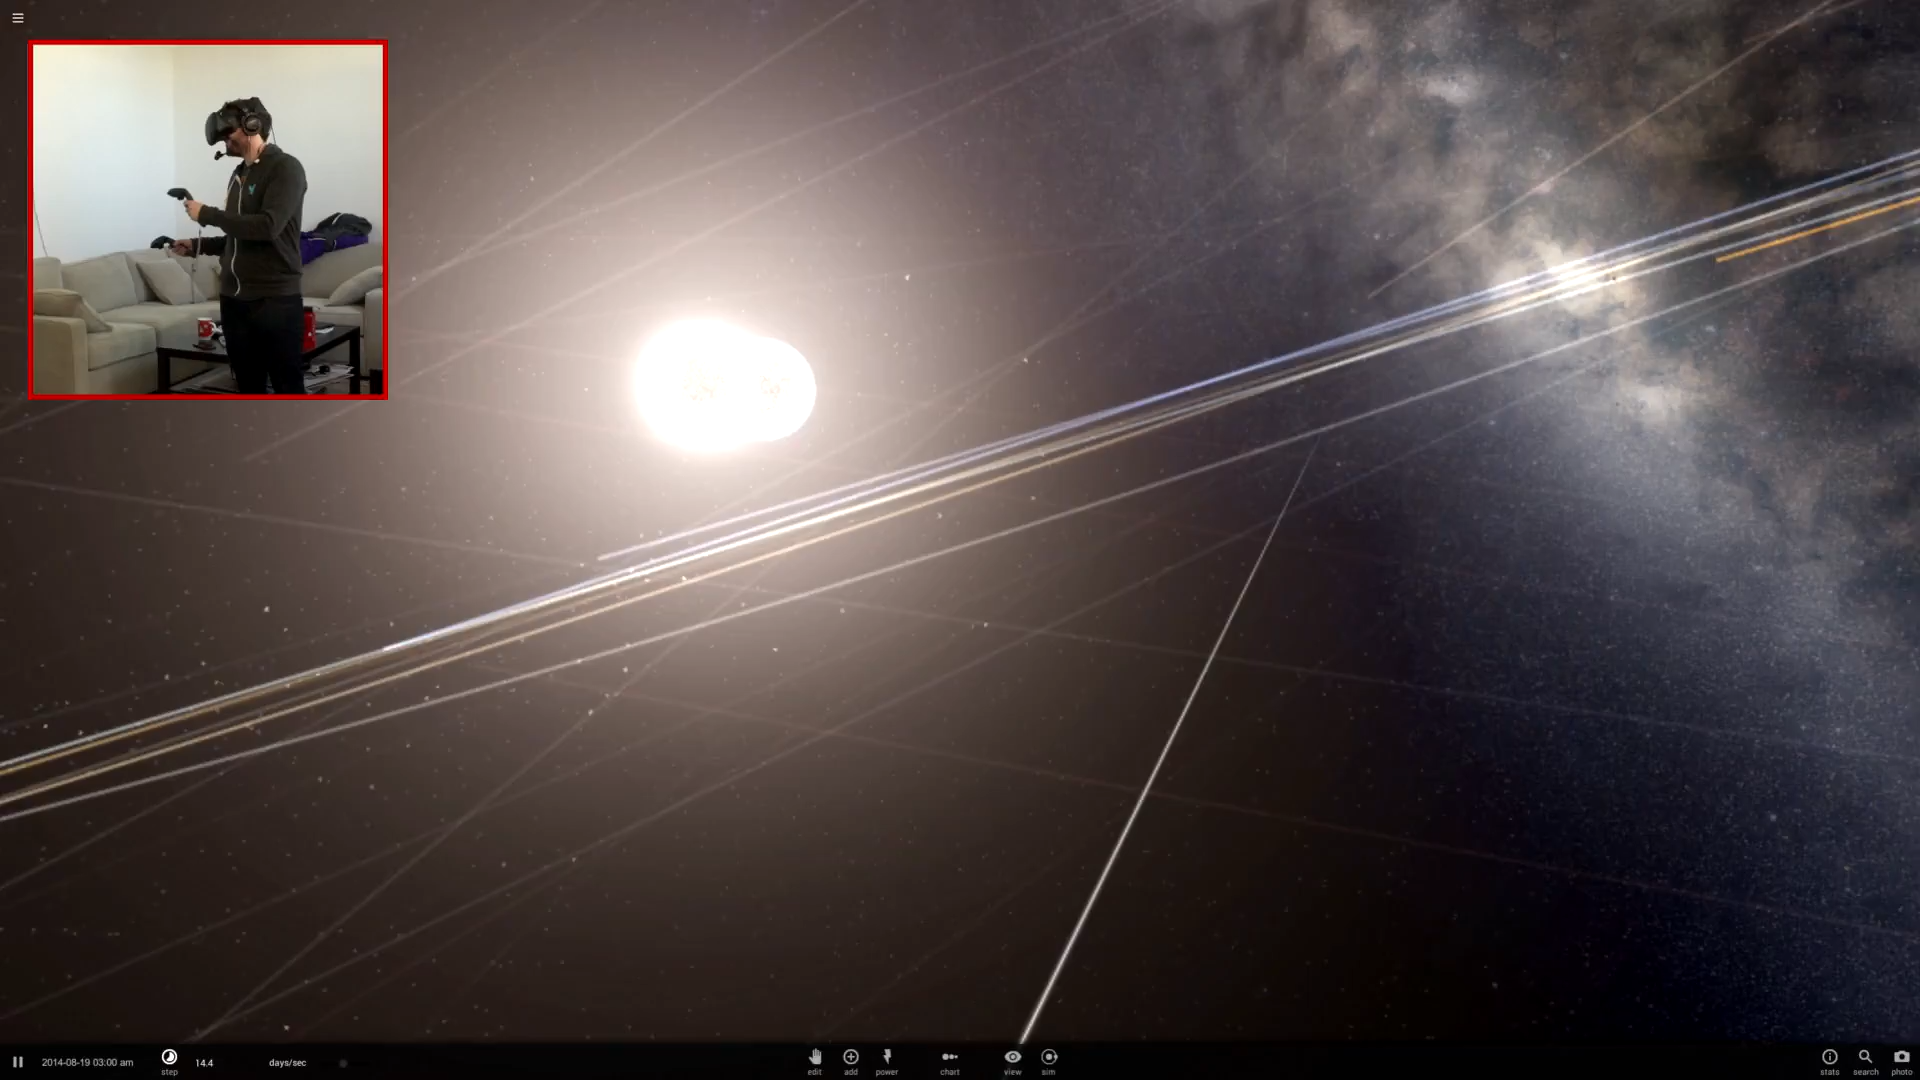 2014-08-19 03:00 am
step
14.4
days/sec
edit
add
power
chart
view
sim
stats
search
photo